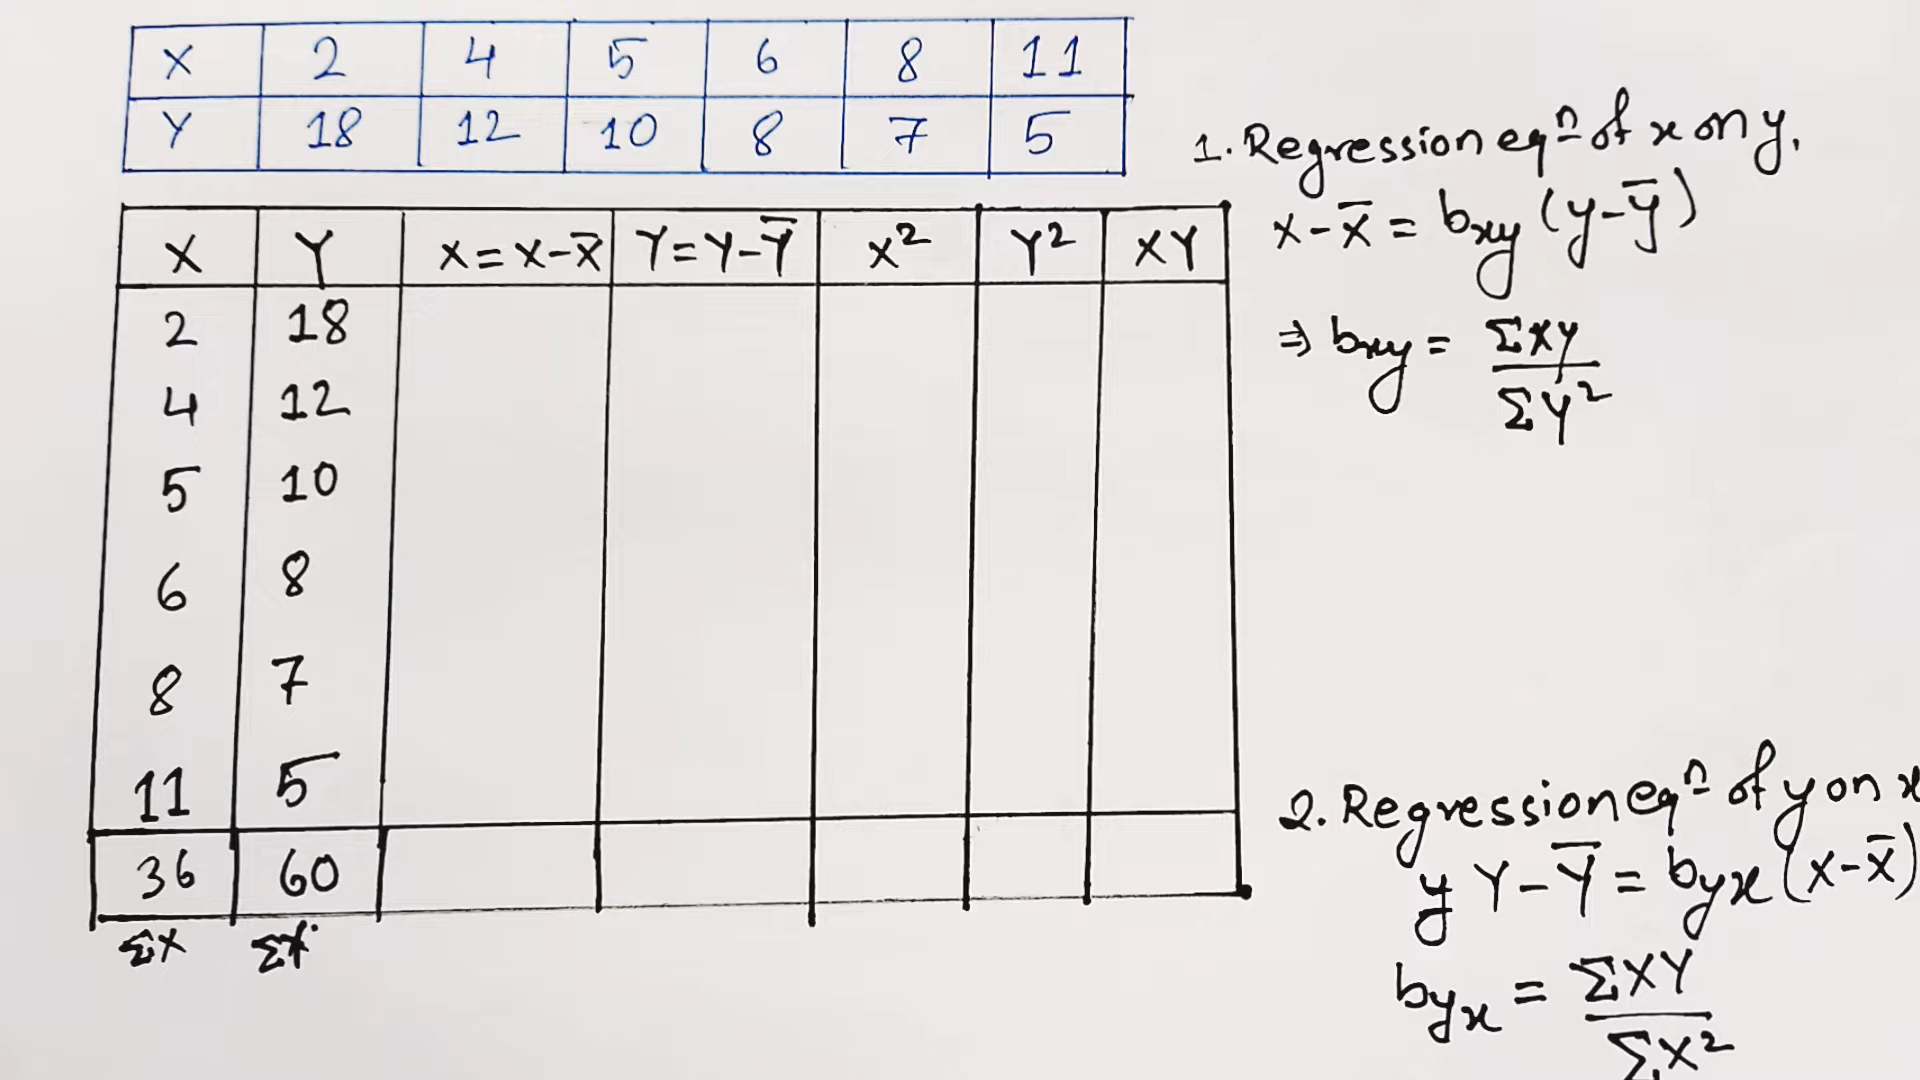 X 2 4 5 6 8 11
Y 18 12 10 8 7 5
X Y X=X-X̅ Y=Y-Y̅ X² Y² XY
2 18
4 12
5 10
6 8
8 7
11 5
36 60
ΣX ΣY
1. Regression eqⁿ of x on y.
x-x̅ = bxy (y-y̅)
⇒ bxy = ΣXY
ΣY²
2. Regression eqⁿ of y on x
y Y-Y̅ = byx (X-X̅)
byx = ΣXY
ΣX²